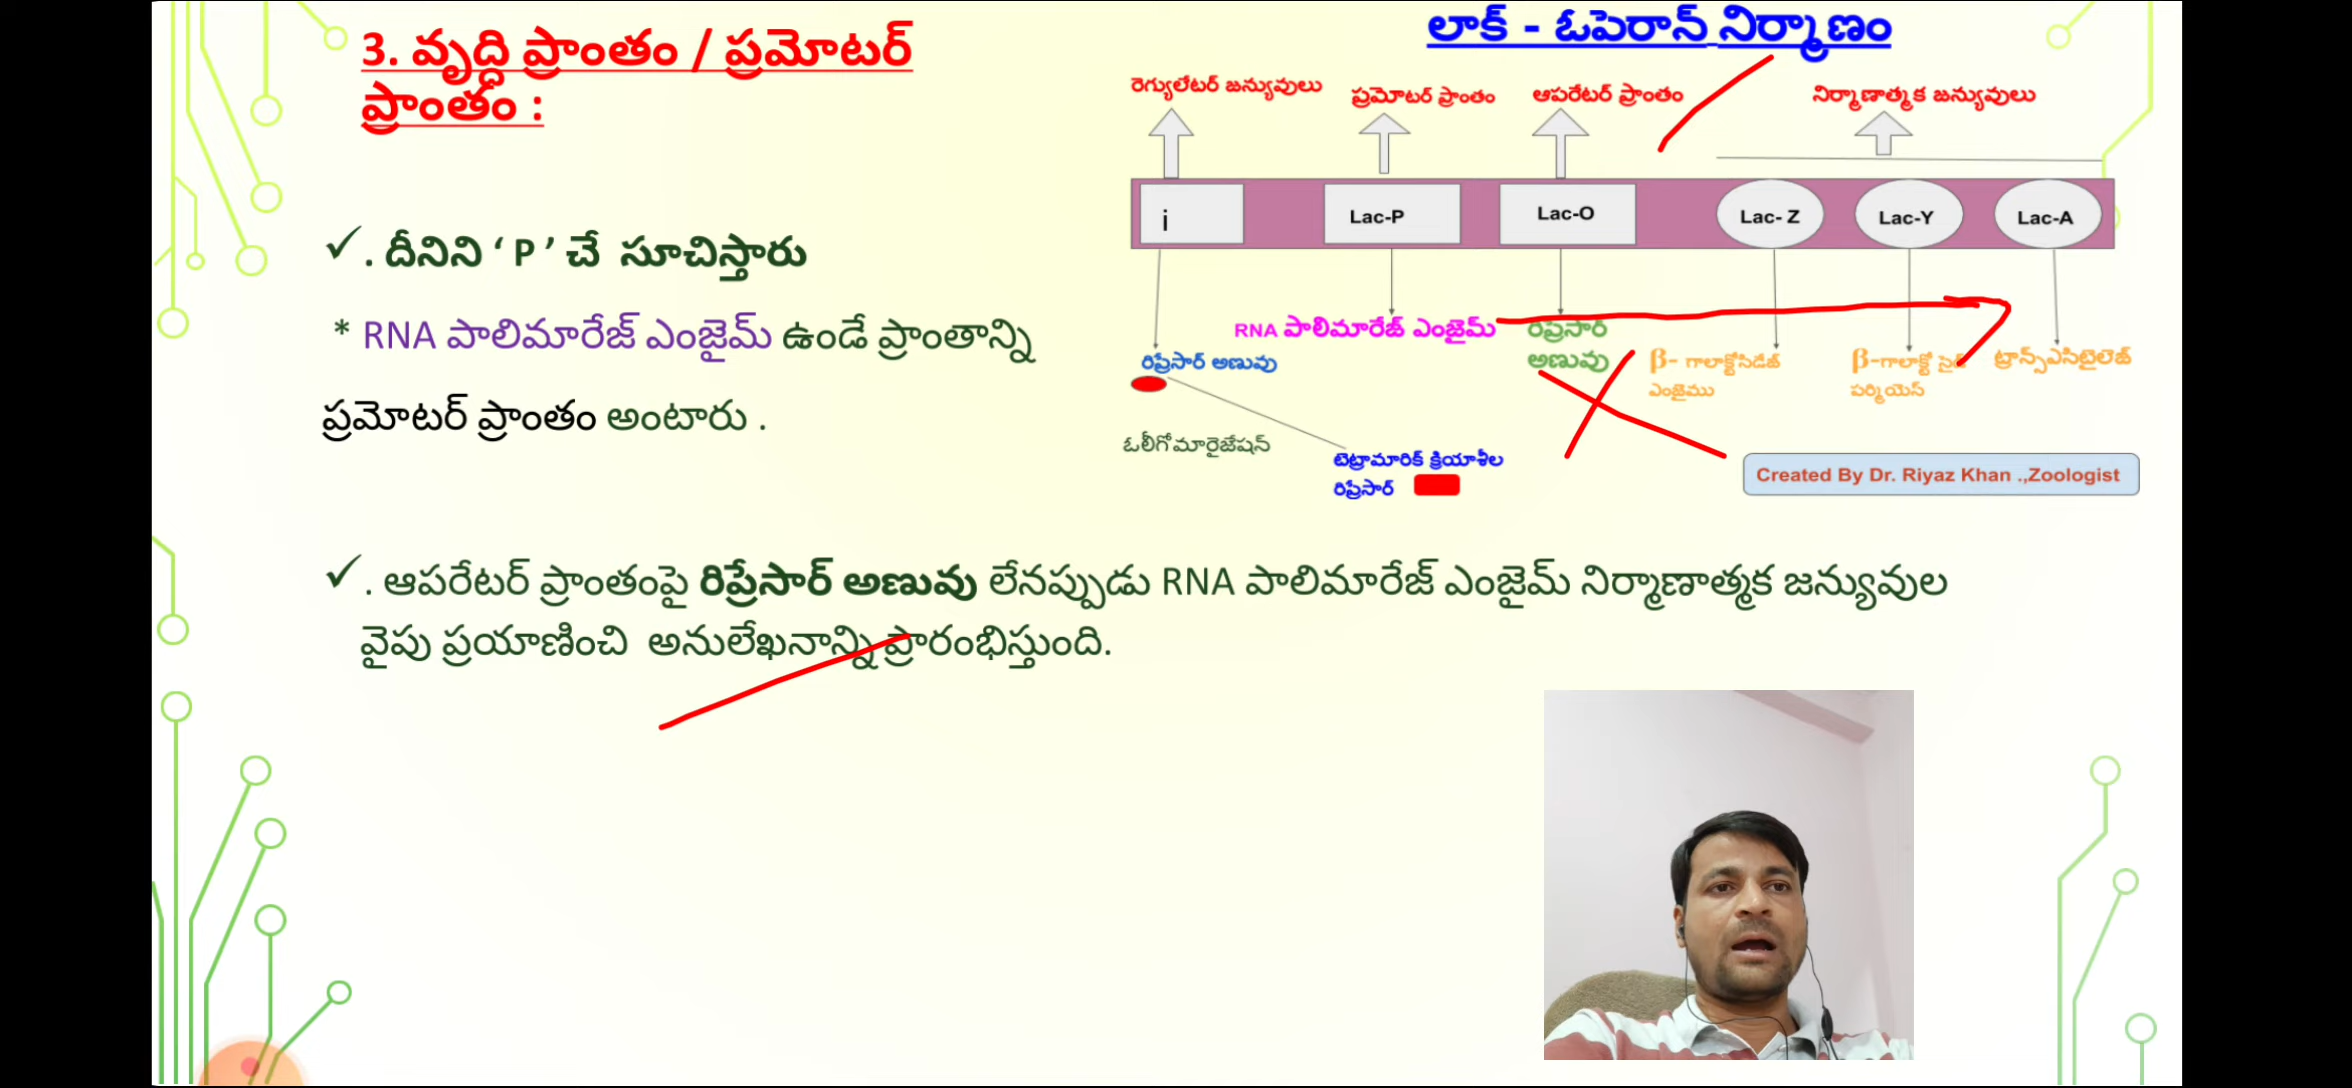 3. వృద్ధి ప్రాంతం / ప్రమోటర్
ప్రాంతం :
✓. దీనిని ‘ P ’ చే సూచిస్తారు
* RNA పాలిమారేజ్ ఎంజైమ్ ఉండే ప్రాంతాన్ని
ప్రమోటర్ ప్రాంతం అంటారు .
లాక్ - ఓపెరాన్ నిర్మాణం
రెగ్యులేటర్ జన్యువులు ప్రమోటర్ ప్రాంతం ఆపరేటర్ ప్రాంతం నిర్మాణాత్మక జన్యువులు
i Lac-P Lac-O Lac- Z Lac-Y Lac-A
RNA పాలిమారేజ్ ఎంజైమ్ రిప్రేసార్
అణువు
రిప్రేసార్ అణువు
β- గాలాక్టోసిడేజ్
ఎంజైము
β-గాలాక్టో సైడ్
పర్మియెస్
ట్రాన్స్ఎసిటైలెజ్
ఓలీగోమారైజేషన్
టెట్రామారిక్ క్రియాశీల
రిప్రేసార్
Created By Dr. Riyaz Khan .,Zoologist
✓. ఆపరేటర్ ప్రాంతంపై రిప్రేసార్ అణువు లేనప్పుడు RNA పాలిమారేజ్ ఎంజైమ్ నిర్మాణాత్మక జన్యువుల
వైపు ప్రయాణించి అనులేఖనాన్ని ప్రారంభిస్తుంది.